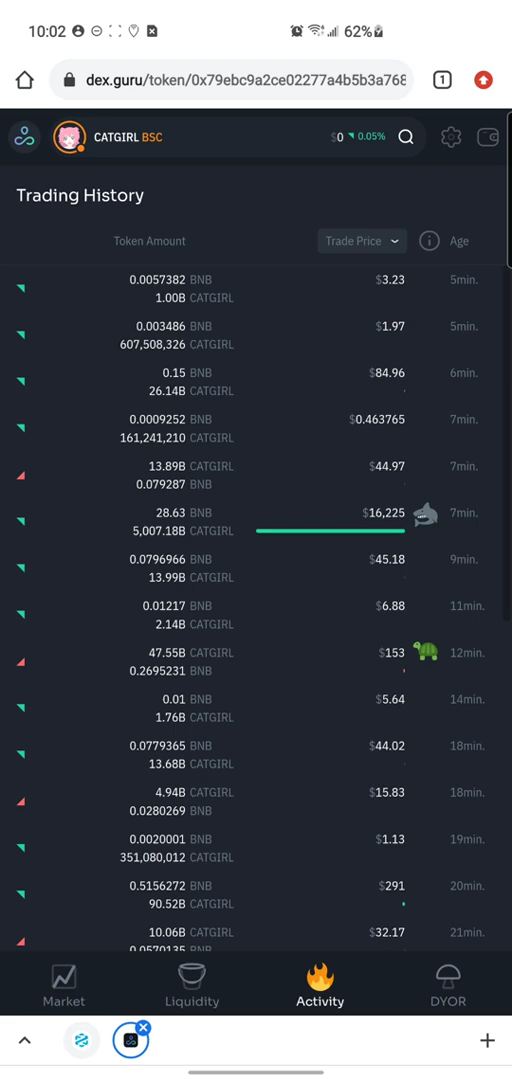 10:02
62%
dex.guru/token/0x79ebc9a2ce02277a4b5b3a768
1
CATGIRL BSC
$0 0.05%
Trading History
Token Amount Trade Price Age
0.0057382 BNB $3.23 5min.
1.00B CATGIRL
0.003486 BNB $1.97 5min.
607,508,326 CATGIRL
0.15 BNB $84.96 6min.
26.14B CATGIRL
0.0009252 BNB $0.463765 7min.
161,241,210 CATGIRL
13.89B CATGIRL $44.97 7min.
0.079287 BNB
28.63 BNB $16,225 7min.
5,007.18B CATGIRL
0.0796966 BNB $45.18 9min.
13.99B CATGIRL
0.01217 BNB $6.88 11min.
2.14B CATGIRL
47.55B CATGIRL $153 12min.
0.2695231 BNB
0.01 BNB $5.64 14min.
1.76B CATGIRL
0.0779365 BNB $44.02 18min.
13.68B CATGIRL
4.94B CATGIRL $15.83 18min.
0.0280269 BNB
0.0020001 BNB $1.13 19min.
351,080,012 CATGIRL
0.5156272 BNB $291 20min.
90.52B CATGIRL
10.06B CATGIRL $32.17 21min.
0.0570135 BNB
Market Liquidity Activity DYOR